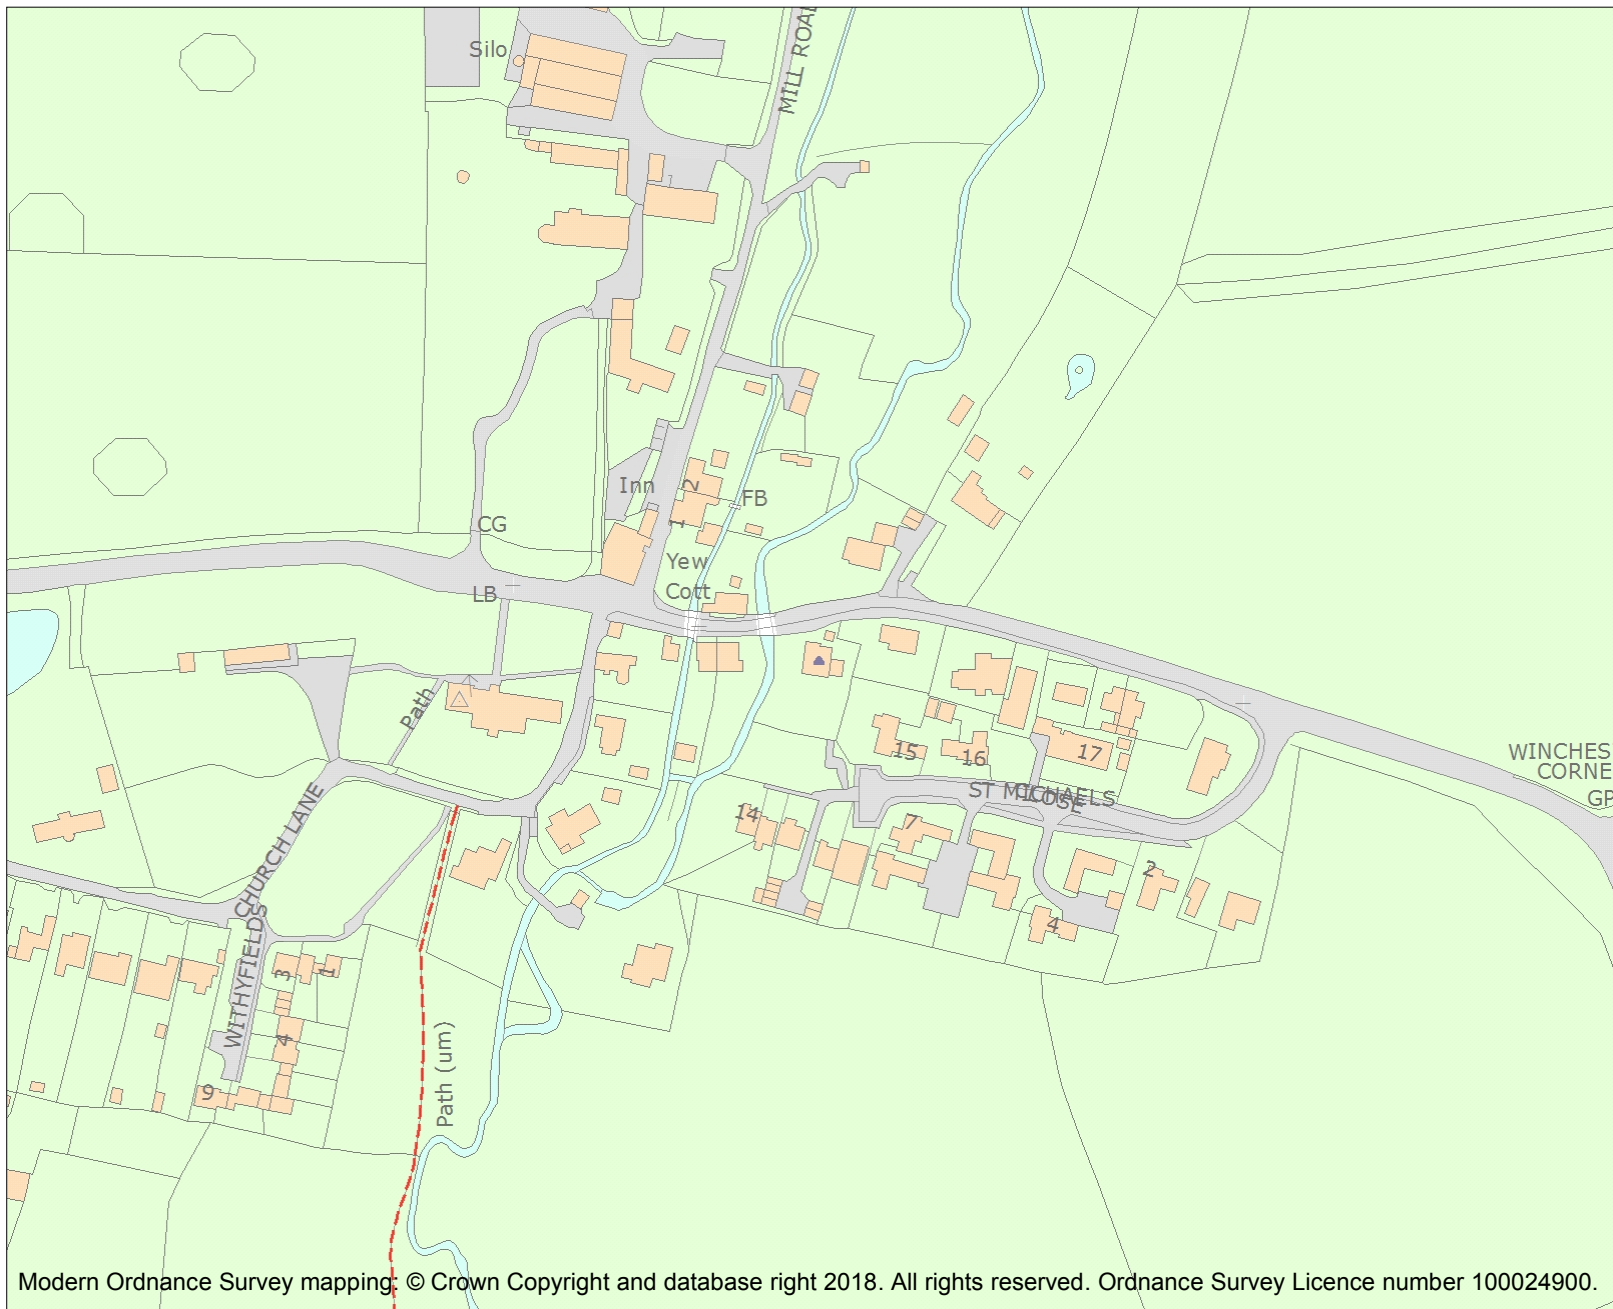 Silo
MILL ROAD
Inn
2
1
FB
CG
Yew
Cott
LB
Path
15
16
17
WINCHES
CORNE
GP
ST MICHAELS
CLOSE
14
7
2
4
CHURCH LANE
WITHYFIELDS
3
1
4
9
Path (um)
Modern Ordnance Survey mapping: © Crown Copyright and database right 2018. All rights reserved. Ordnance Survey Licence number 100024900.